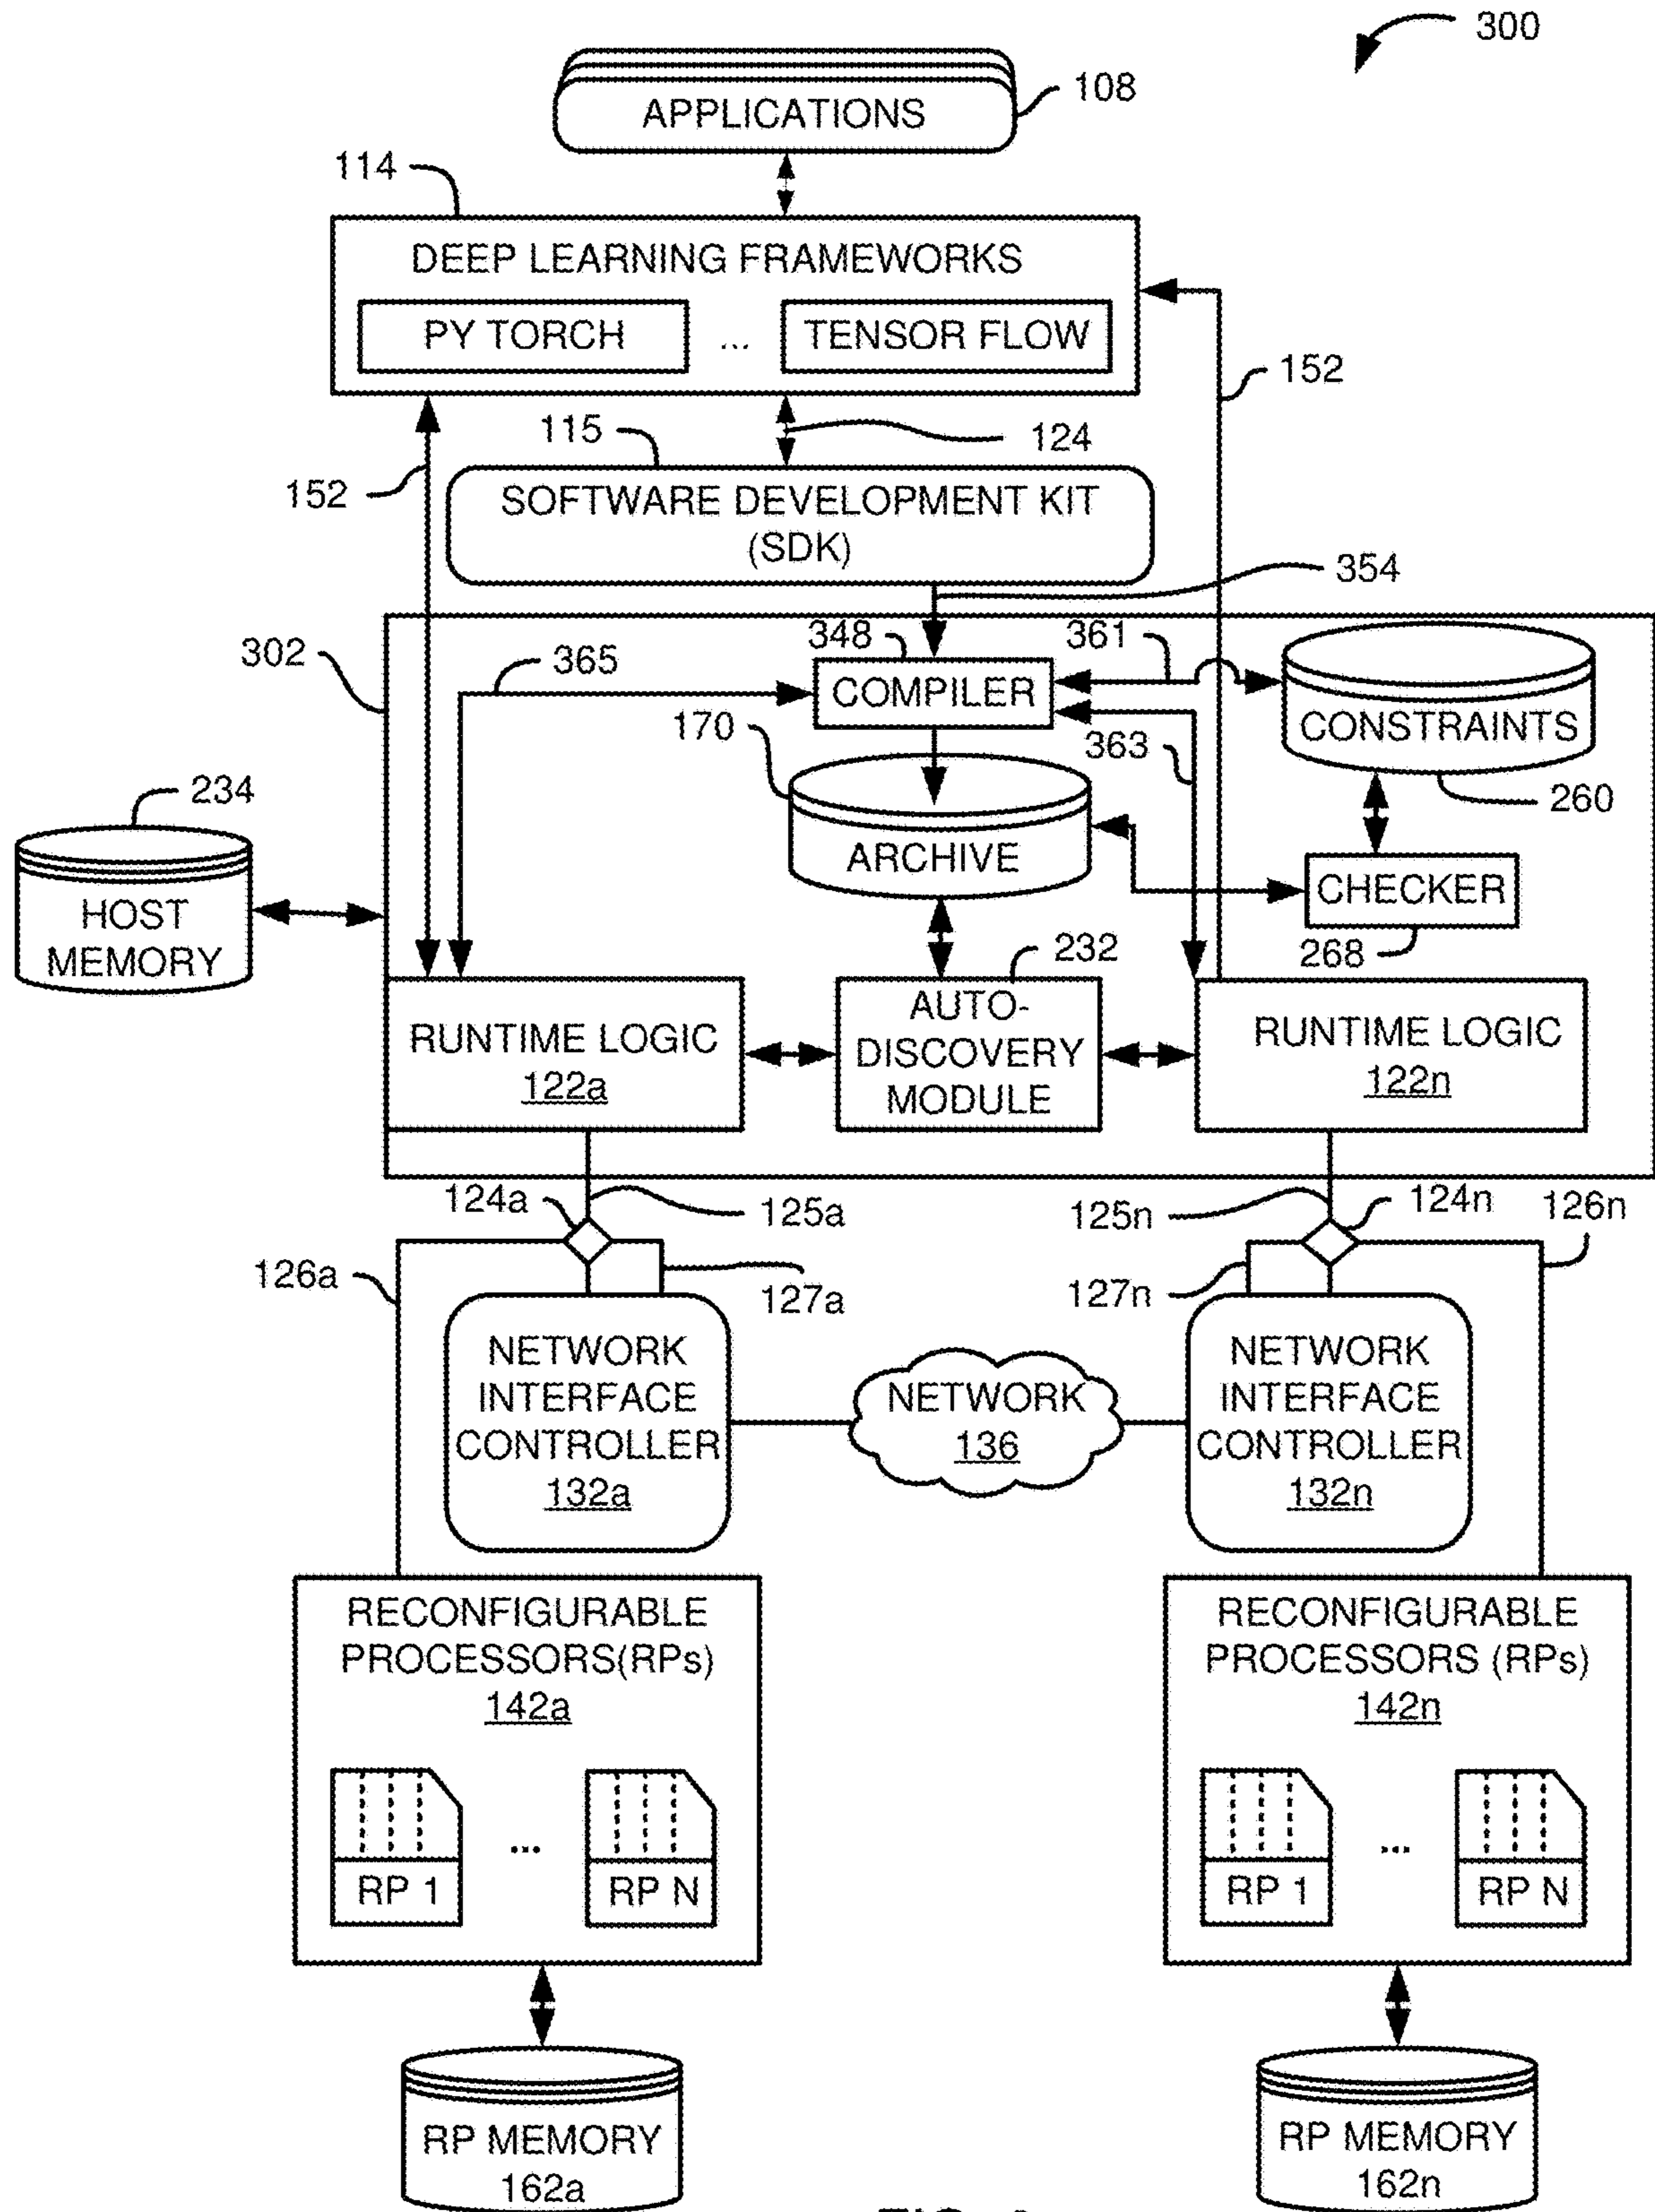 300
APPLICATIONS
108
114
DEEP LEARNING FRAMEWORKS
PY TORCH
...
TENSOR FLOW
152
115
124
152
SOFTWARE DEVELOPMENT KIT
(SDK)
354
302
365
348
361
COMPILER
CONSTRAINTS
170
363
260
234
ARCHIVE
CHECKER
HOST
MEMORY
268
232
RUNTIME LOGIC
122a
AUTO-
DISCOVERY
MODULE
RUNTIME LOGIC
122n
124a
125a
125n
124n
126n
126a
127a
127n
NETWORK
INTERFACE
CONTROLLER
132a
NETWORK
136
NETWORK
INTERFACE
CONTROLLER
132n
RECONFIGURABLE
PROCESSORS(RPs)
142a
RP 1
...
RP N
RECONFIGURABLE
PROCESSORS (RPs)
142n
RP 1
...
RP N
RP MEMORY
162a
RP MEMORY
162n